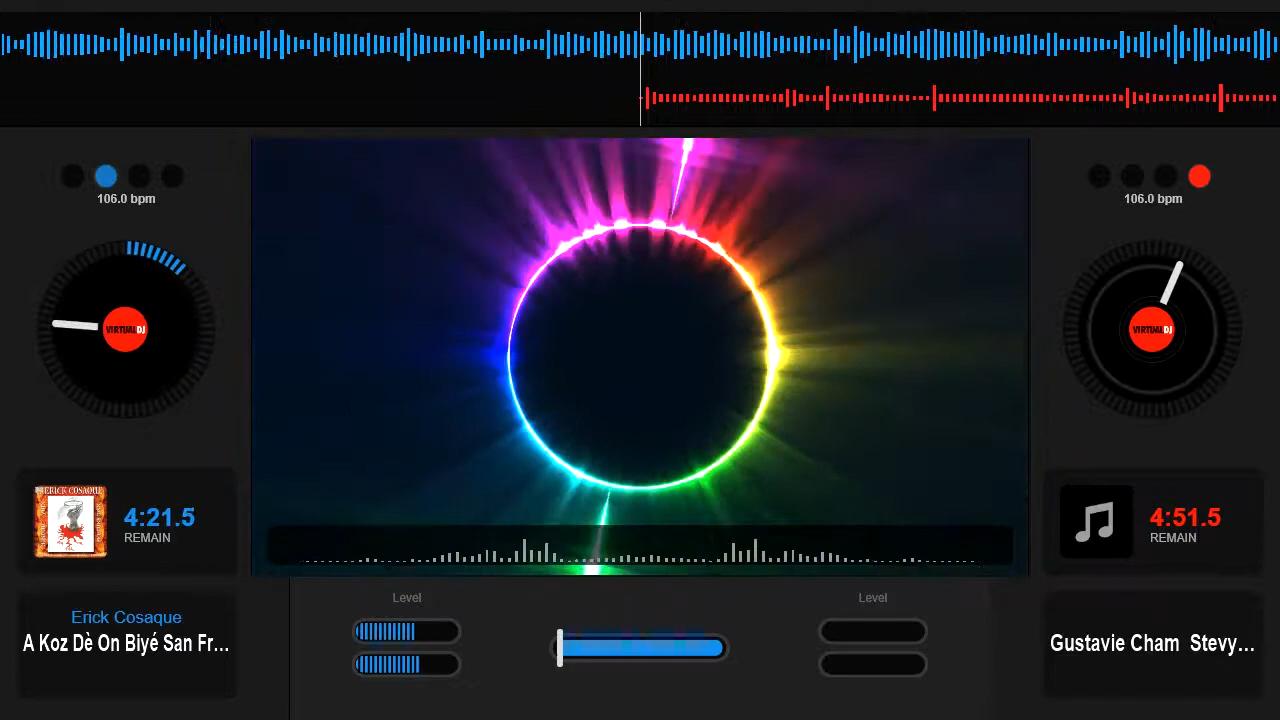 106.0 bpm
106.0 bpm
VIRTUALDJ
VIRTUALDJ
ERICK COSAQUE
4:21.5
REMAIN
4:51.5
REMAIN
Erick Cosaque
A Koz Dè On Biyé San Fr...
Gustavie Cham Stevy...
Level
Level